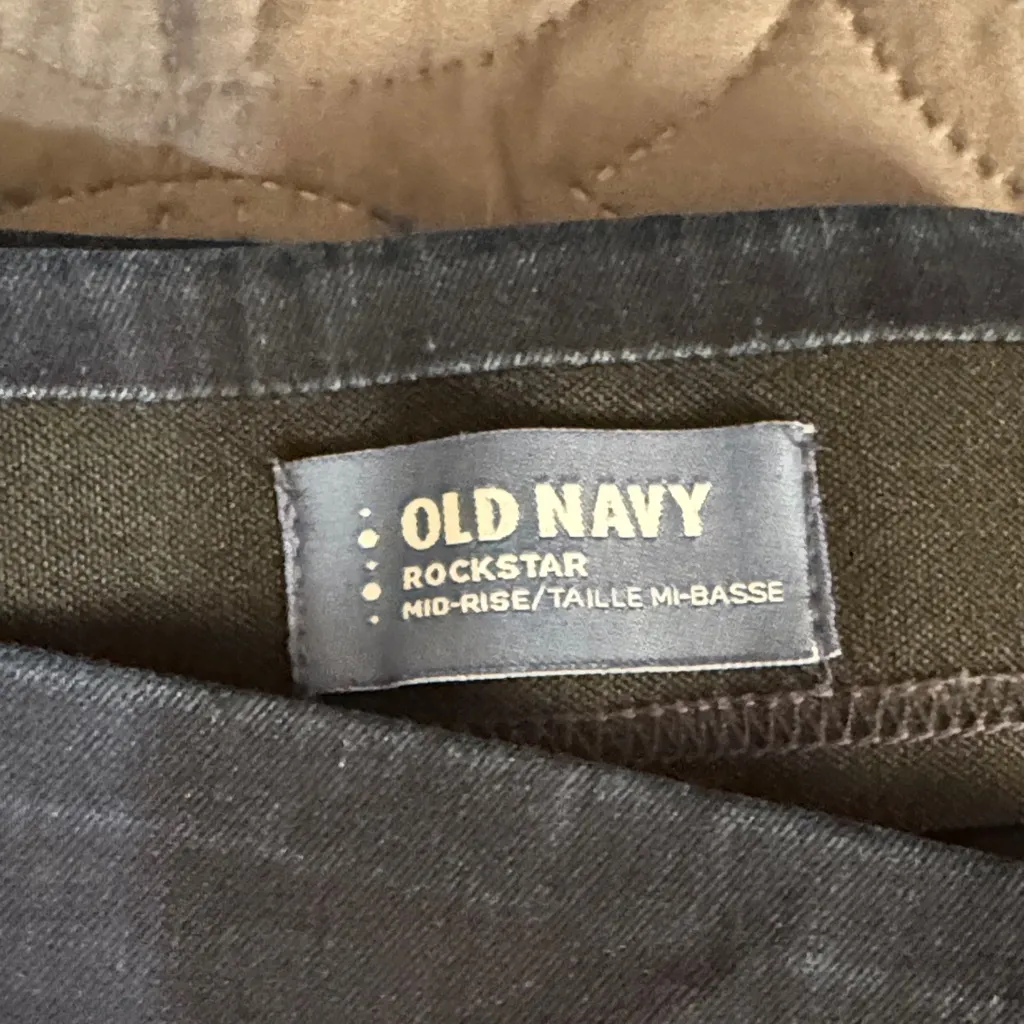 OLD NAVY
ROCKSTAR
MID-RISE/TAILLE MI-BASSE